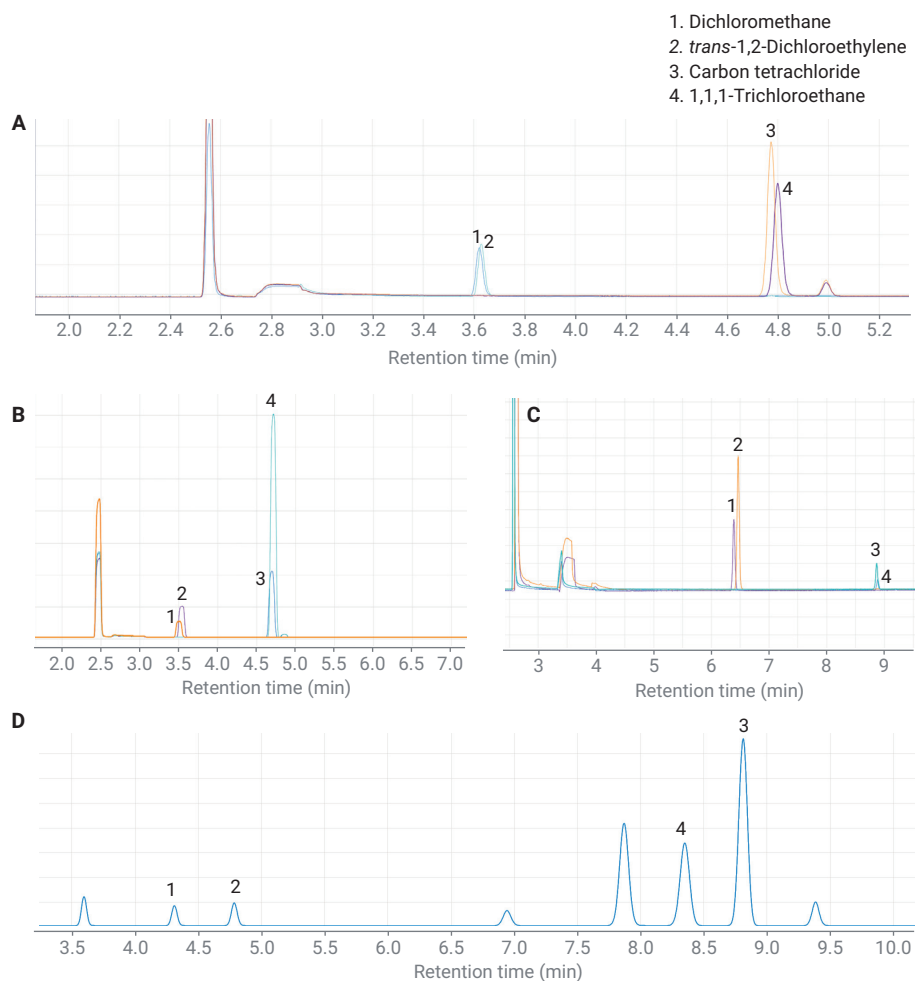 1. Dichloromethane
2. trans-1,2-Dichloroethylene
3. Carbon tetrachloride
4. 1,1,1-Trichloroethane
A
3
4
1 2
2.0 2.2 2.4 2.6 2.8 3.0 3.2 3.4 3.6 3.8 4.0 4.2 4.4 4.6 4.8 5.0 5.2
Retention time (min)
B
4
3
2
1
2.0 2.5 3.0 3.5 4.0 4.5 5.0 5.5 6.0 6.5 7.0
Retention time (min)
C
2
1
3
4
3 4 5 6 7 8 9
Retention time (min)
D
3
4
1 2
3.5 4.0 4.5 5.0 5.5 6.0 6.5 7.0 7.5 8.0 8.5 9.0 9.5 10.0
Retention time (min)